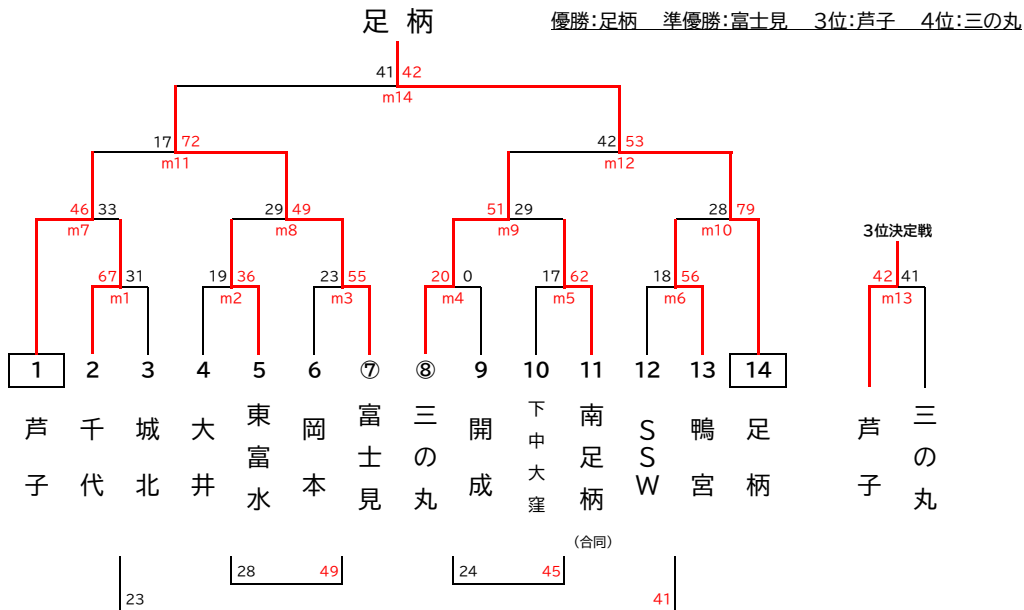 足柄
優勝:足柄 準優勝:富士見 3位:芦子 4位:三の丸
41 42
m14
17 72
m11
42 53
m12
46 33
m7
29 49
m8
51 29
m9
28 79
m10
3位決定戦
67 31
m1
19 36
m2
23 55
m3
20 0
m4
17 62
m5
18 56
m6
42 41
m13
1 2 3 4 5 6 ⑦ ⑧ 9 10 11 12 13 14
芦子
千代
城北
大井
東富水
岡本
富士見
三の丸
開成
下中大窪
南足柄
(合同)
SSW
鴨宮
足柄
芦子
三の丸
28 49
24 45
23
41